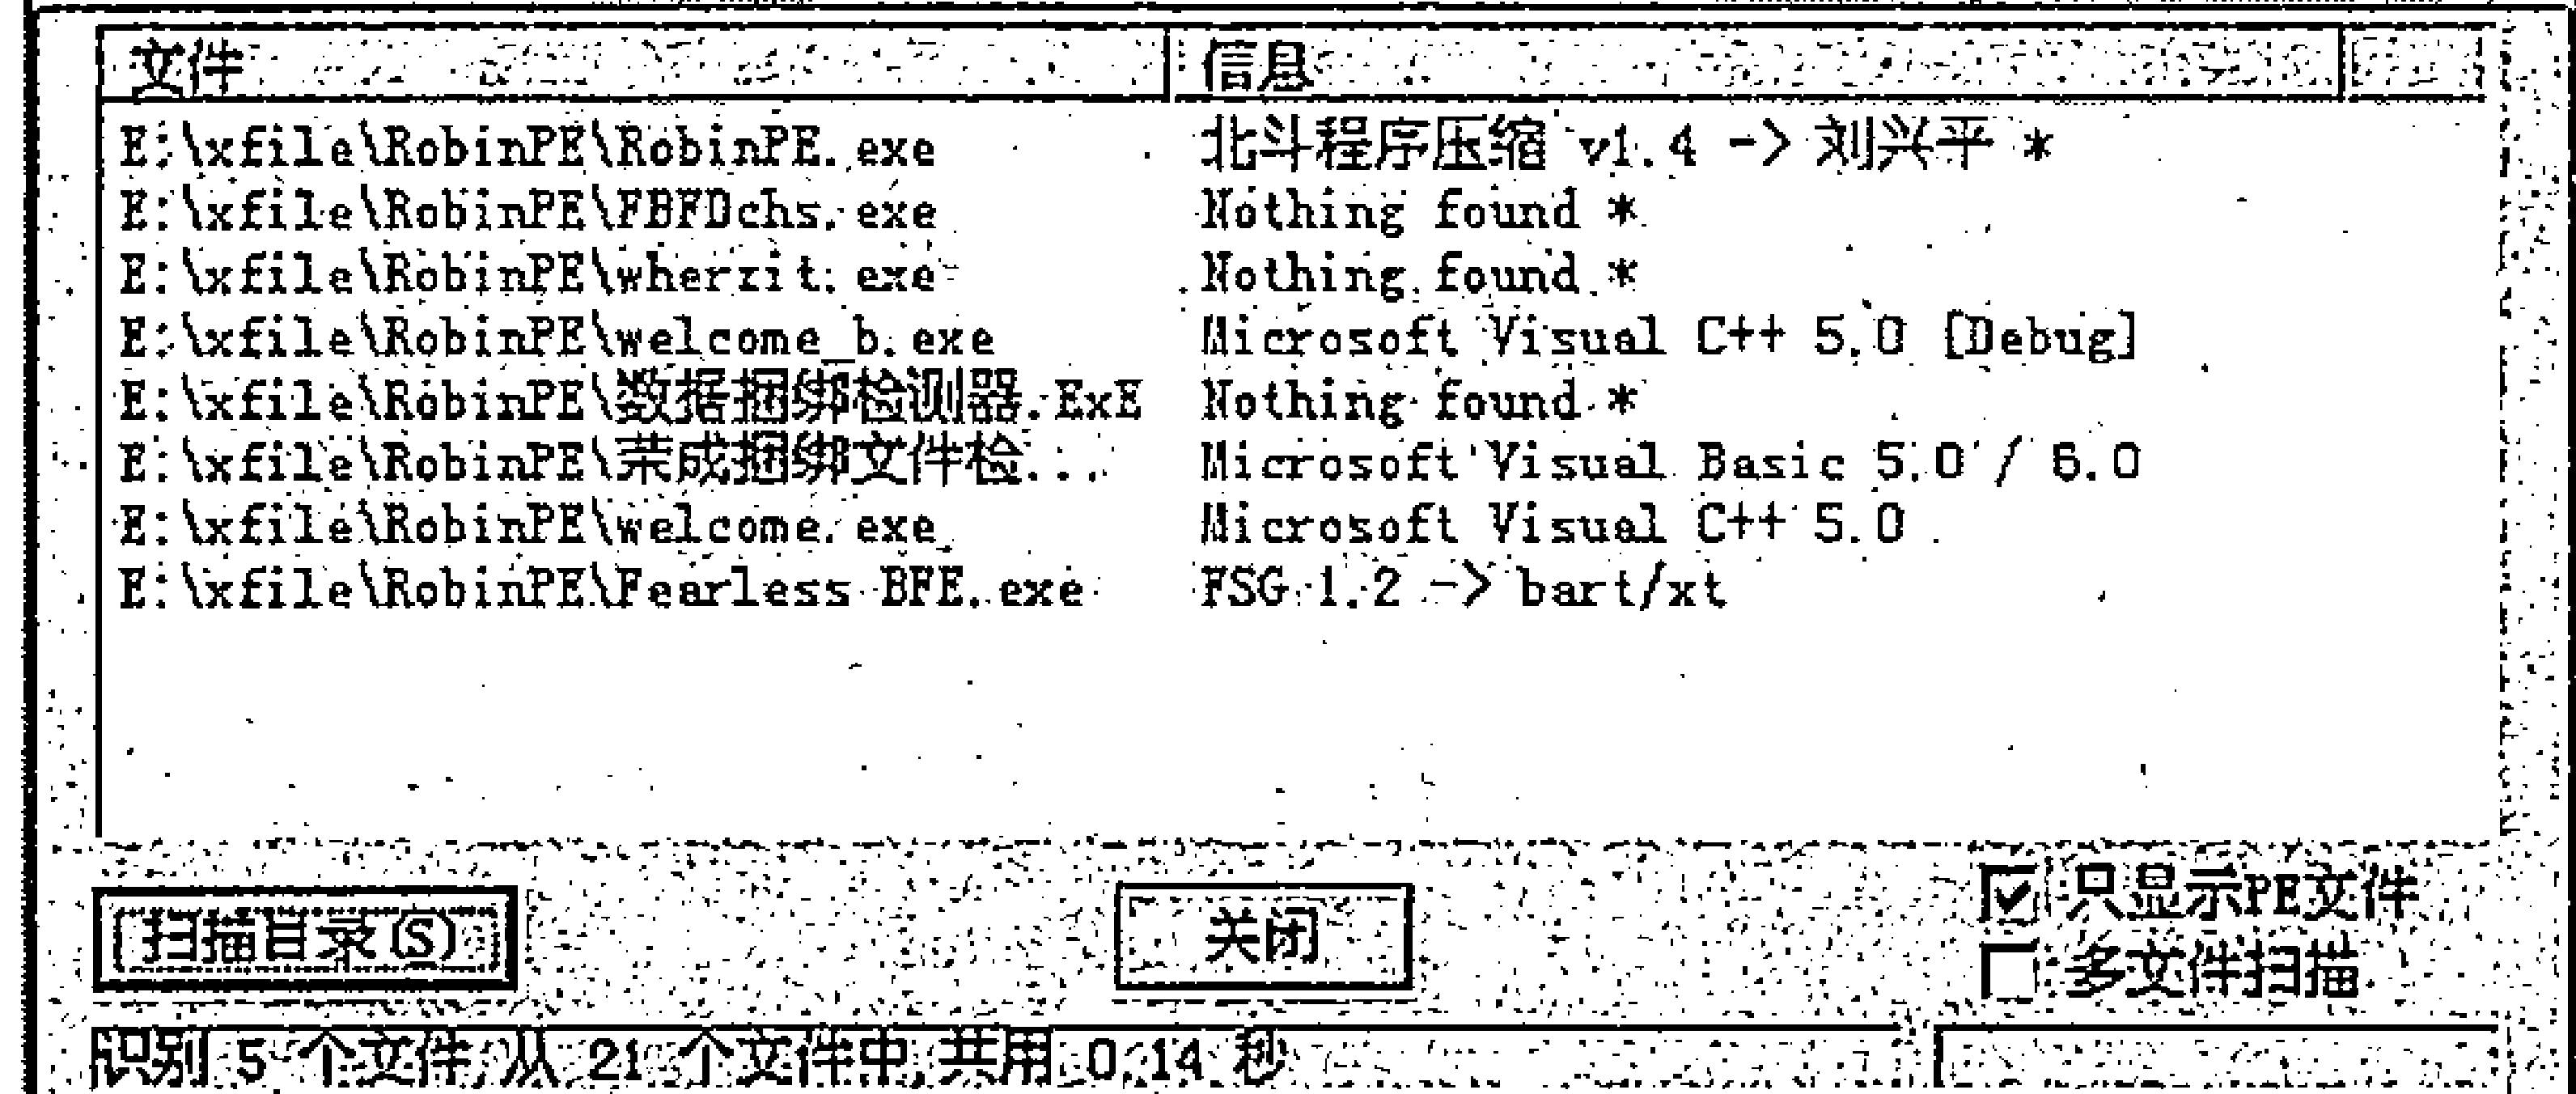 文件 信息
E:\xfile\RobinPE\RobinPE.exe 北斗程序压缩 v1.4 -> 刘兴平 *
E:\xfile\RobinPE\FBFDchs.exe Nothing found *
E:\xfile\RobinPE\wherzit.exe Nothing found *
E:\xfile\RobinPE\welcome_b.exe Microsoft Visual C++ 5.0 [Debug]
E:\xfile\RobinPE\数据捆绑检测器.ExE Nothing found *
E:\xfile\RobinPE\荣成捆绑文件检... Microsoft Visual Basic 5.0 / 6.0
E:\xfile\RobinPE\welcome.exe Microsoft Visual C++ 5.0
E:\xfile\RobinPE\Fearless BFE.exe FSG 1.2 -> bart/xt
只显示PE文件
扫描目录(S) 关闭
多文件扫描
识别 5 个文件,从 21 个文件中,共用 0.14 秒